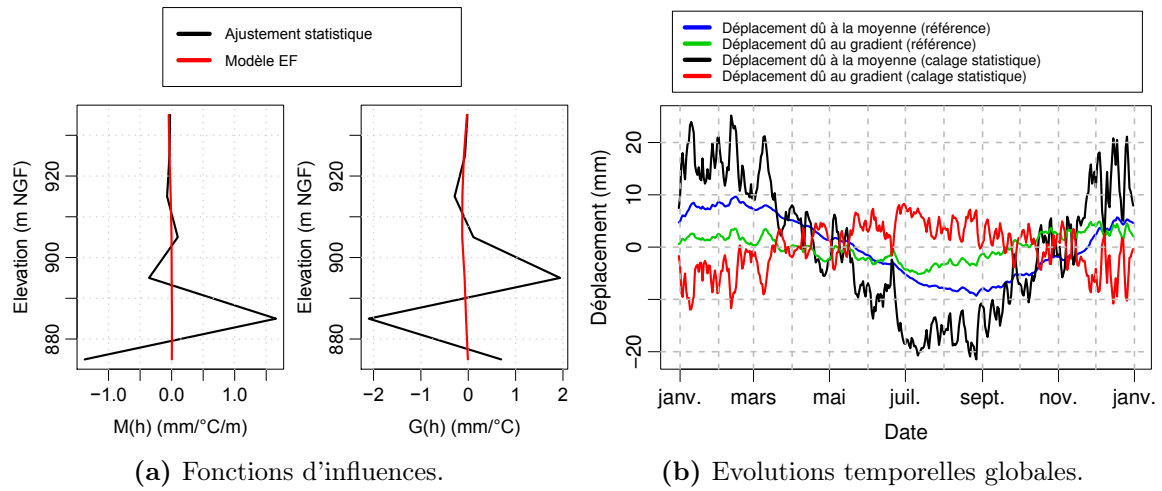 Ajustement statistique
Modèle EF
Elevation (m NGF)
880 900 920
−1.0 0.0 1.0
M(h) (mm/°C/m)
Elevation (m NGF)
880 900 920
−2 −1 0 1 2
G(h) (mm/°C)
(a) Fonctions d'influences.
Déplacement dû à la moyenne (référence)
Déplacement dû au gradient (référence)
Déplacement dû à la moyenne (calage statistique)
Déplacement dû au gradient (calage statistique)
Déplacement (mm)
−20 0 10 20
janv. mars mai juil. sept. nov. janv.
Date
(b) Evolutions temporelles globales.